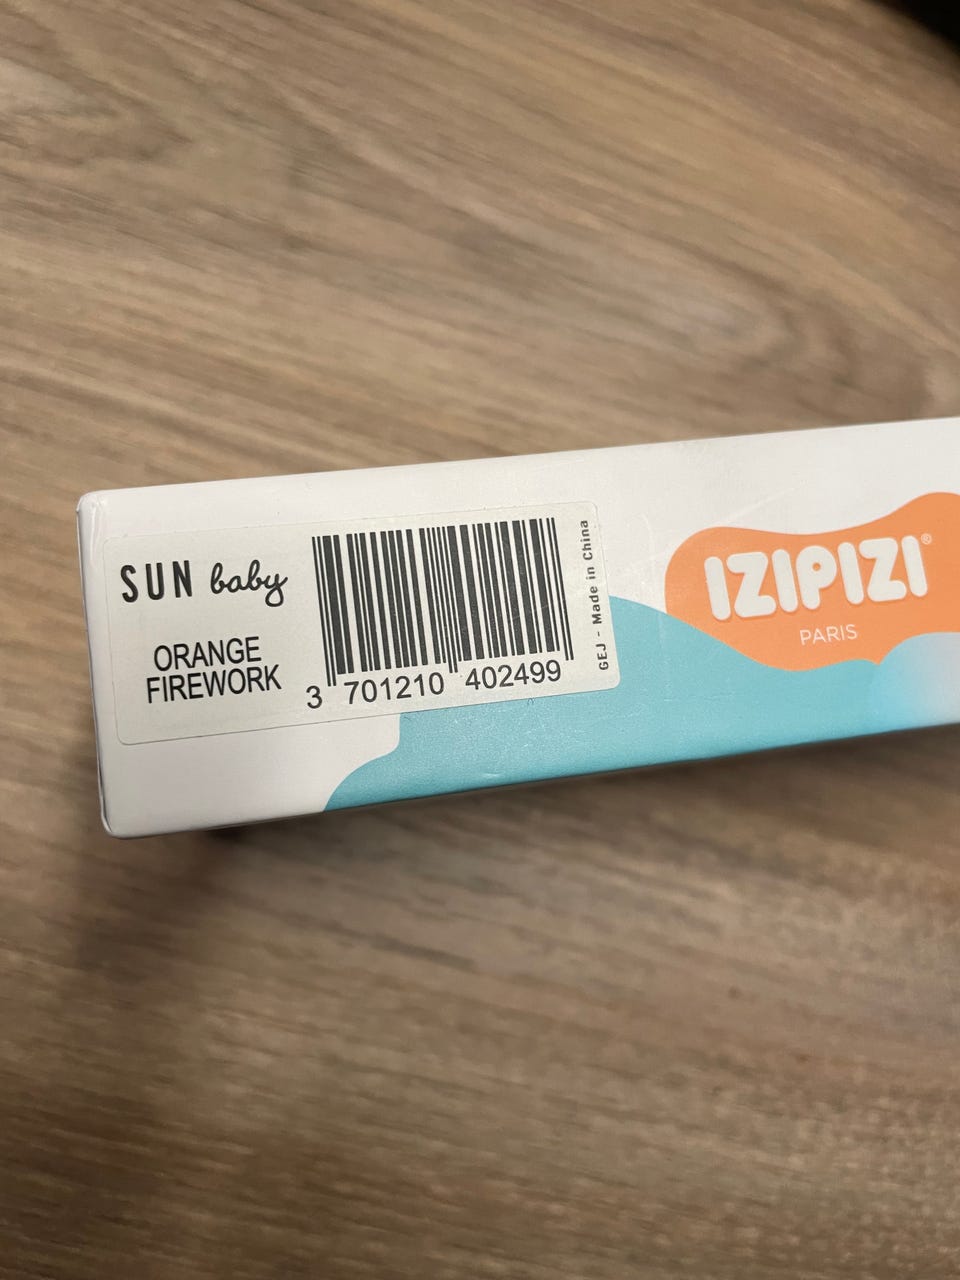 SUN baby
ORANGE
FIREWORK
3 701210 402499
GEJ - Made in China
IZIPIZI®
PARIS